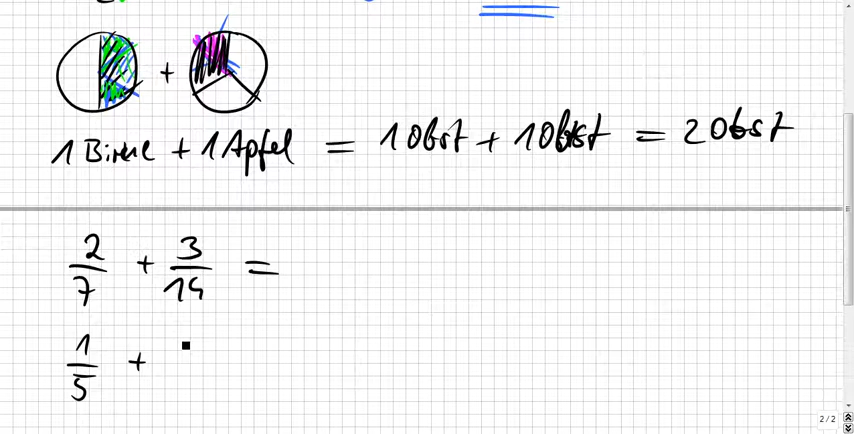 +
1 Birne + 1 Apfel = 1 Obst + 1 Obst = 2 Obst
2/7 + 3/14 =
1/5 +
2 / 2